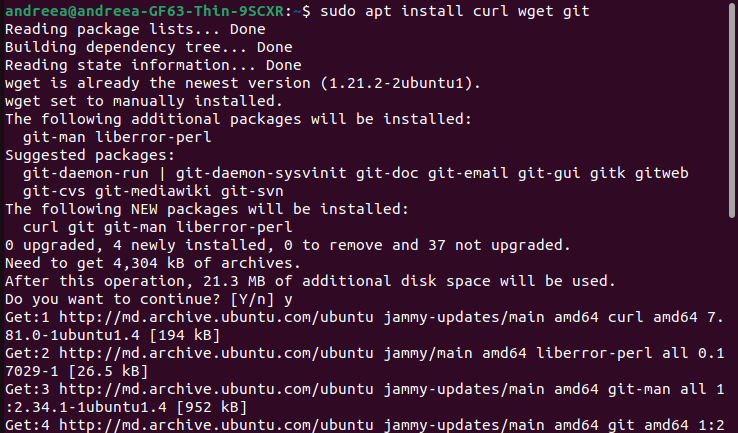 andreea@andreea-GF63-Thin-9SCXR:~$ sudo apt install curl wget git
Reading package lists... Done
Building dependency tree... Done
Reading state information... Done
wget is already the newest version (1.21.2-2ubuntu1).
wget set to manually installed.
The following additional packages will be installed:
  git-man liberror-perl
Suggested packages:
  git-daemon-run | git-daemon-sysvinit git-doc git-email git-gui gitk gitweb
  git-cvs git-mediawiki git-svn
The following NEW packages will be installed:
  curl git git-man liberror-perl
0 upgraded, 4 newly installed, 0 to remove and 37 not upgraded.
Need to get 4,304 kB of archives.
After this operation, 21.3 MB of additional disk space will be used.
Do you want to continue? [Y/n] y
Get:1 http://md.archive.ubuntu.com/ubuntu jammy-updates/main amd64 curl amd64 7.
81.0-1ubuntu1.4 [194 kB]
Get:2 http://md.archive.ubuntu.com/ubuntu jammy/main amd64 liberror-perl all 0.1
7029-1 [26.5 kB]
Get:3 http://md.archive.ubuntu.com/ubuntu jammy-updates/main amd64 git-man all 1
:2.34.1-1ubuntu1.4 [952 kB]
Get:4 http://md.archive.ubuntu.com/ubuntu jammy-updates/main amd64 git amd64 1:2